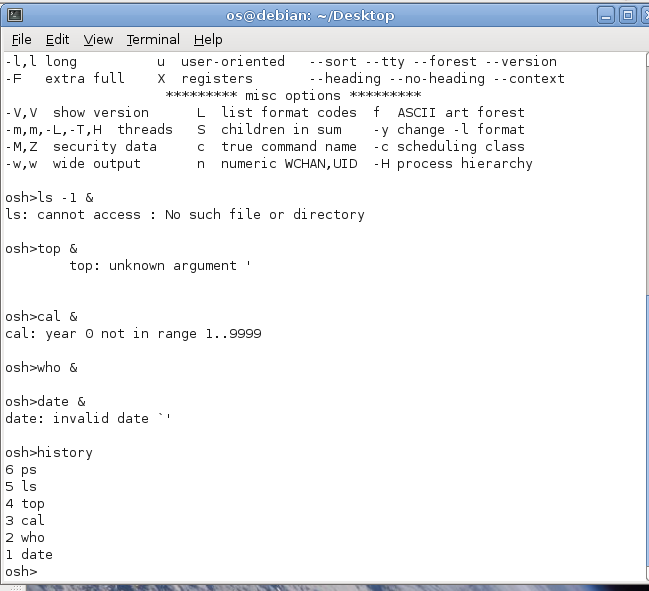 os@debian: ~/Desktop
File Edit View Terminal Help
-l,l long u user-oriented --sort --tty --forest --version
-F extra full X registers --heading --no-heading --context
********* misc options *********
-V,V show version L list format codes f ASCII art forest
-m,m,-L,-T,H threads S children in sum -y change -l format
-M,Z security data c true command name -c scheduling class
-w,w wide output n numeric WCHAN,UID -H process hierarchy
osh>ls -1 &
ls: cannot access : No such file or directory
osh>top &
top: unknown argument '
osh>cal &
cal: year 0 not in range 1..9999
osh>who &
osh>date &
date: invalid date `'
osh>history
6 ps
5 ls
4 top
3 cal
2 who
1 date
osh>